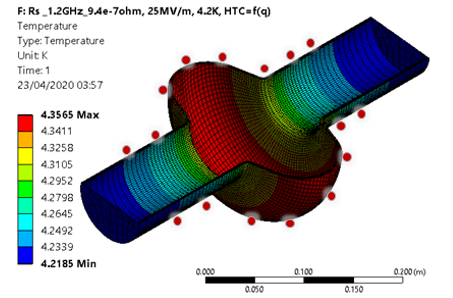 F: Rs _1.2GHz_9.4e-7ohm, 25MV/m, 4.2K, HTC=f(q)
Temperature
Type: Temperature
Unit: K
Time: 1
23/04/2020 03:57
4.3565 Max
4.3411
4.3258
4.3105
4.2952
4.2798
4.2645
4.2492
4.2339
4.2185 Min
0.000 0.100 0.200 (m)
0.050 0.150